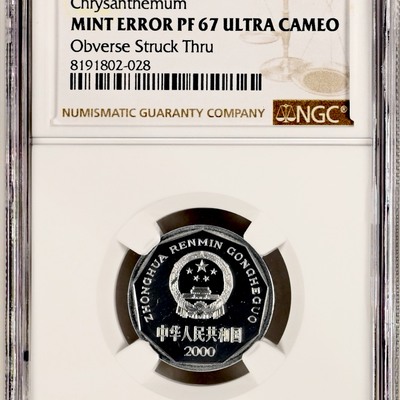 Chrysanthemum
MINT ERROR PF 67 ULTRA CAMEO
Obverse Struck Thru
8191802-028
NUMISMATIC GUARANTY COMPANY
NGC®
ZHONGHUA RENMIN GONGHEGUO
中华人民共和国
2000